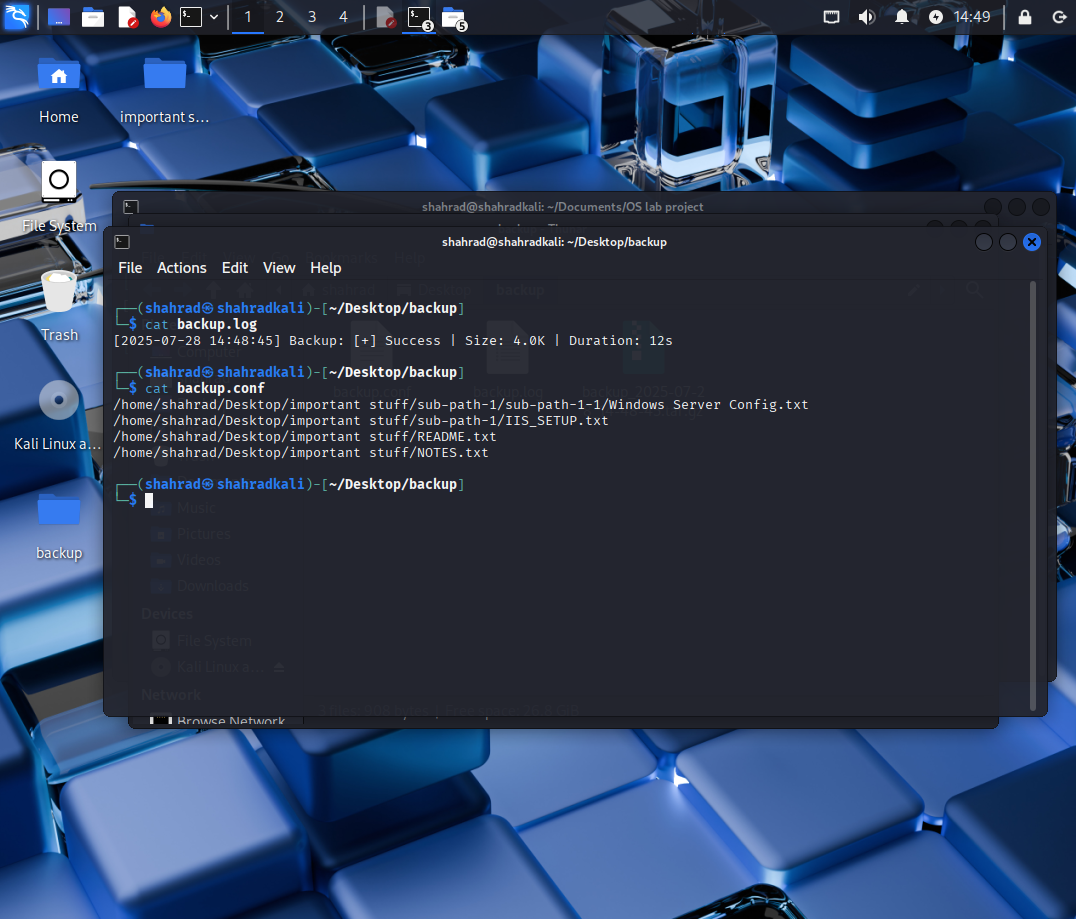 1 2 3 4
3
5
14:49
Home
important s...
File System
Trash
Kali Linux a...
backup
shahrad@shahradkali: ~/Documents/OS lab project
shahrad@shahradkali: ~/Desktop/backup
File Actions Edit View Help
┌──(shahrad㉿shahradkali)-[~/Desktop/backup]
└─$ cat backup.log
[2025-07-28 14:48:45] Backup: [+] Success | Size: 4.0K | Duration: 12s
┌──(shahrad㉿shahradkali)-[~/Desktop/backup]
└─$ cat backup.conf
/home/shahrad/Desktop/important stuff/sub-path-1/sub-path-1-1/Windows Server Config.txt
/home/shahrad/Desktop/important stuff/sub-path-1/IIS_SETUP.txt
/home/shahrad/Desktop/important stuff/README.txt
/home/shahrad/Desktop/important stuff/NOTES.txt
┌──(shahrad㉿shahradkali)-[~/Desktop/backup]
└─$
Music
Pictures
Videos
Downloads
Devices
File System
Kali Linux a...
Network
Browse Network